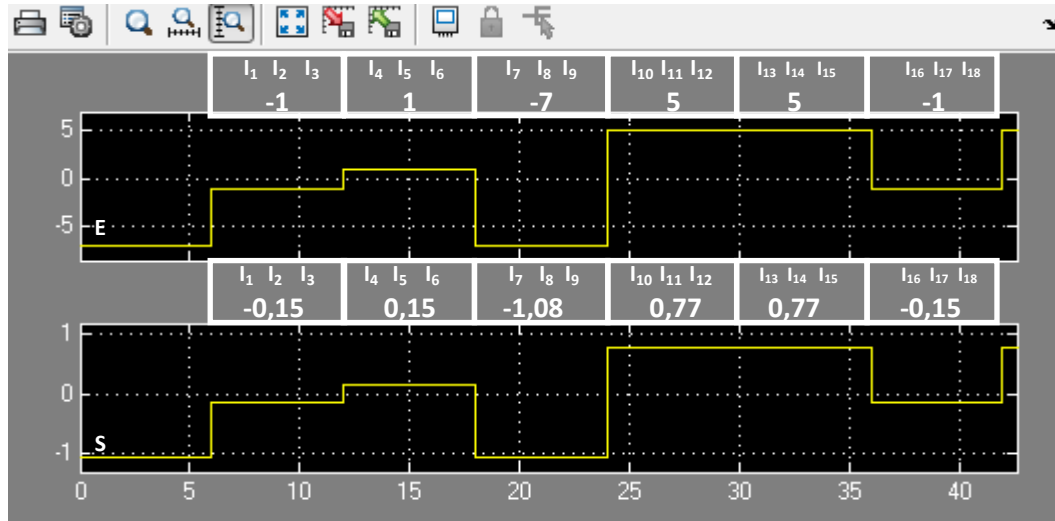 I₁ I₂ I₃ I₄ I₅ I₆ I₇ I₈ I₉ I₁₀ I₁₁ I₁₂ I₁₃ I₁₄ I₁₅ I₁₆ I₁₇ I₁₈
-1 1 -7 5 5 -1
5
0
-5
E
I₁ I₂ I₃ I₄ I₅ I₆ I₇ I₈ I₉ I₁₀ I₁₁ I₁₂ I₁₃ I₁₄ I₁₅ I₁₆ I₁₇ I₁₈
-0,15 0,15 -1,08 0,77 0,77 -0,15
1
0
-1
S
0 5 10 15 20 25 30 35 40